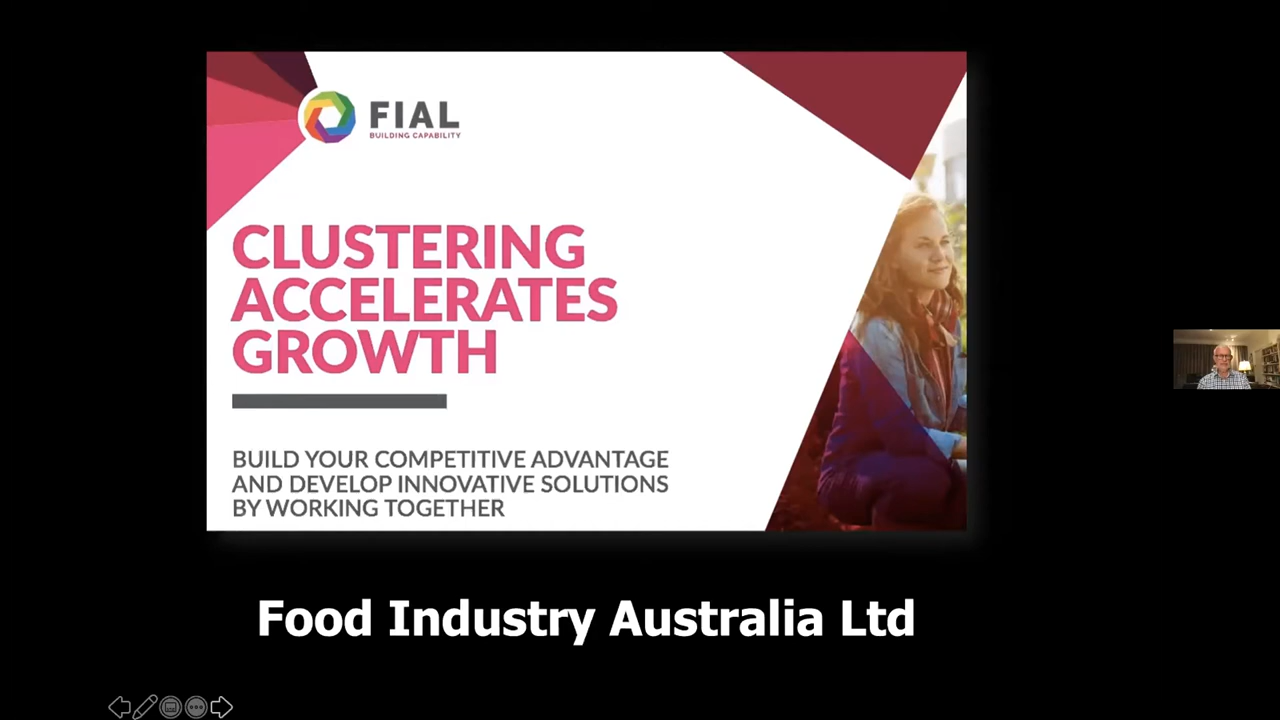 FIAL
BUILDING CAPABILITY
CLUSTERING
ACCELERATES
GROWTH
BUILD YOUR COMPETITIVE ADVANTAGE
AND DEVELOP INNOVATIVE SOLUTIONS
BY WORKING TOGETHER
Food Industry Australia Ltd